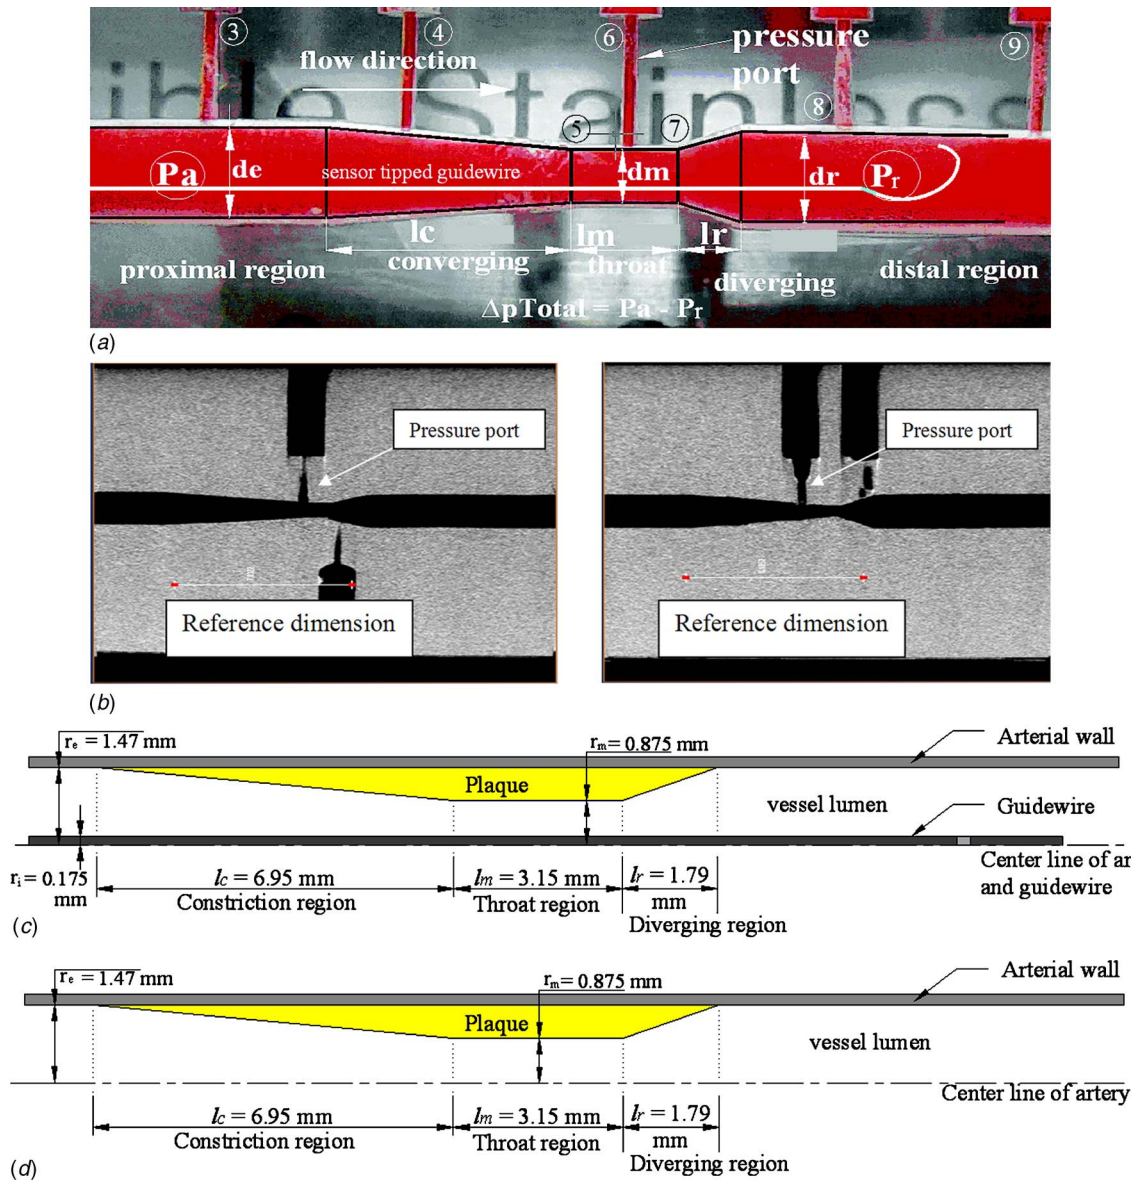 ③
④
⑥
⑨
pressure
port
flow direction
ible Stainless
⑧
⑤
⑦
Pa
de
sensor tipped guidewire
dm
dr
Pr
lc
lm
lr
converging
throat
proximal region
diverging
distal region
ΔpTotal = Pa - Pr
(a)
Pressure port
Reference dimension
Pressure port
Reference dimension
(b)
re = 1.47 mm
rm = 0.875 mm
Arterial wall
Plaque
vessel lumen
Guidewire
Center line of ar
and guidewire
ri = 0.175
mm
lc = 6.95 mm
Constriction region
lm = 3.15 mm
Throat region
lr = 1.79
mm
Diverging region
(c)
re = 1.47 mm
rm = 0.875 mm
Arterial wall
Plaque
vessel lumen
Center line of artery
lc = 6.95 mm
Constriction region
lm = 3.15 mm
Throat region
lr = 1.79
mm
Diverging region
(d)